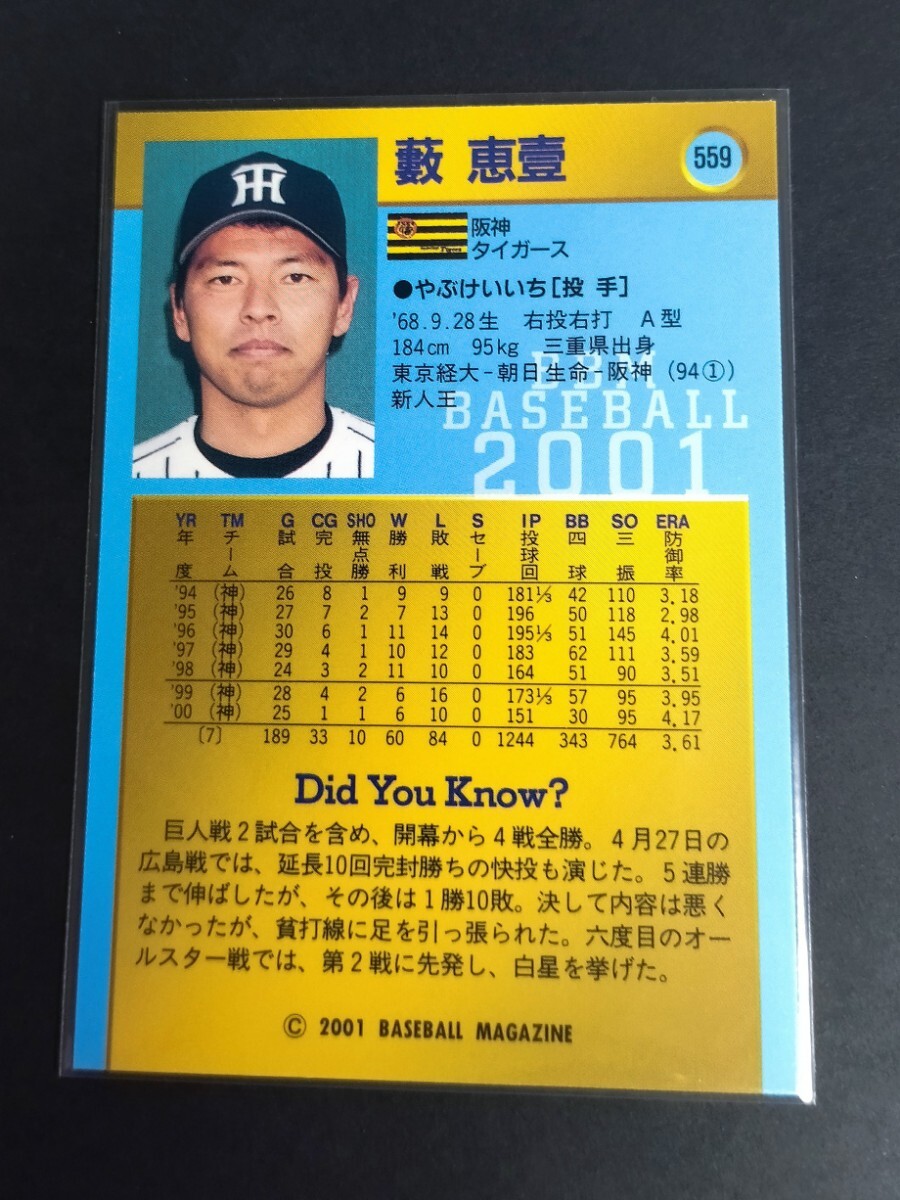 藪 恵壹
559
阪神
タイガース
●やぶけいいち［投 手］
'68.9.28生 右投右打 A型
184cm 95kg 三重県出身
東京経大－朝日生命－阪神（94①）
新人王
BBM
BASEBALL
2001
YR TM G CG SHO W L S IP BB SO ERA
年度 チーム 試合 完投 無点勝 勝利 敗戦 セーブ 投球回 四球 三振 防御率
'94 (神) 26 8 1 9 9 0 181⅓ 42 110 3.18
'95 (神) 27 7 2 7 13 0 196 50 118 2.98
'96 (神) 30 6 1 11 14 0 195⅓ 51 145 4.01
'97 (神) 29 4 1 10 12 0 183 62 111 3.59
'98 (神) 24 3 2 11 10 0 164 51 90 3.51
'99 (神) 28 4 2 6 16 0 173⅓ 57 95 3.95
'00 (神) 25 1 1 6 10 0 151 30 95 4.17
〔7〕 189 33 10 60 84 0 1244 343 764 3.61
Did You Know?
巨人戦２試合を含め、開幕から４戦全勝。４月27日の
広島戦では、延長10回完封勝ちの快投も演じた。５連勝
まで伸ばしたが、その後は１勝10敗。決して内容は悪く
なかったが、貧打線に足を引っ張られた。六度目のオー
ルスター戦では、第２戦に先発し、白星を挙げた。
© 2001 BASEBALL MAGAZINE